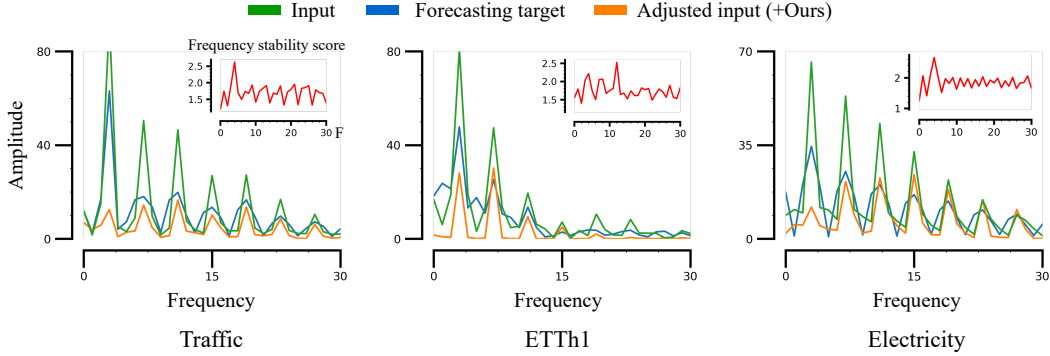 Input Forecasting target Adjusted input (+Ours)
Frequency stability score
80
40
0
Amplitude
2.5
2.0
1.5
0 10 20 30
F
0 15 30
Frequency
Traffic
80
40
0
2.5
2.0
1.5
0 10 20 30
0 15 30
Frequency
ETTh1
70
35
0
2
1
0 10 20 30
0 15 30
Frequency
Electricity